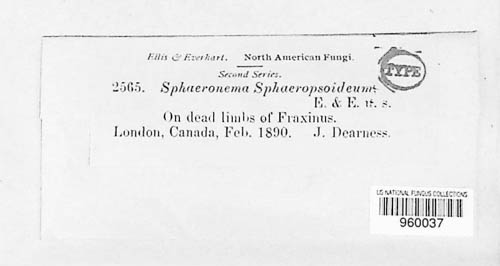 Ellis & Everhart. North American Fungi.
Second Series.
2565. Sphaeronema Sphaeropsoideum
E. & E. n. s.
On dead limbs of Fraxinus.
London, Canada, Feb. 1890. J. Dearness.
TYPE
US NATIONAL FUNGUS COLLECTIONS
960037